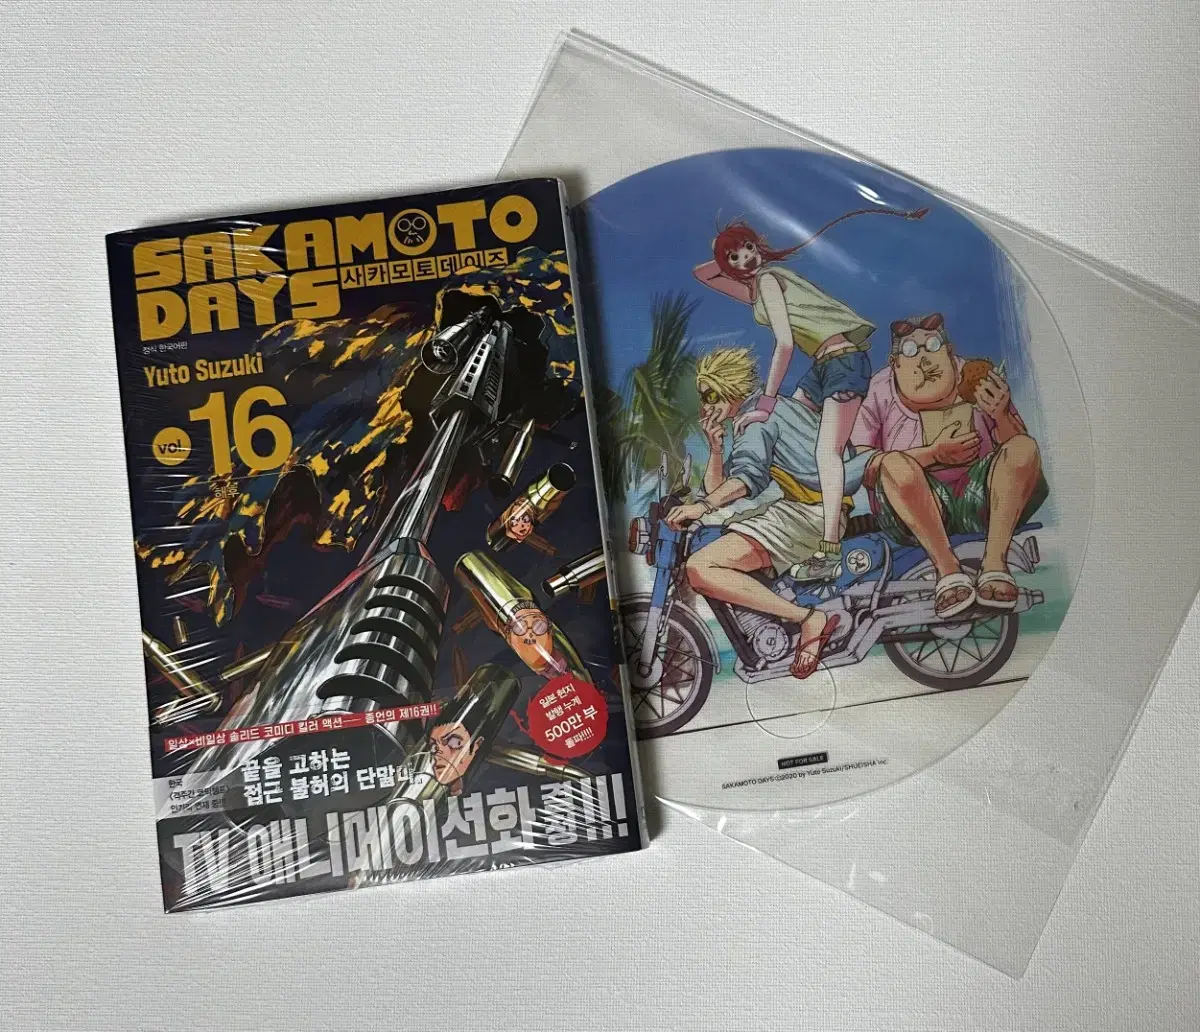 SAKAMOTO
DAYS
사카모토데이즈
정식 한국어판
Yuto Suzuki
vol. 16
일상×비일상 솔리드 코미디 킬러 액션── 종언의 제16권!!
끝을 고하는
접근 불허의 단말마
한국
일본 현지
발행 누계
500만 부
돌파!!!!
TV 애니메이션화
NOT FOR SALE
SAKAMOTO DAYS ©2020 by Yuto Suzuki/SHUEISHA Inc.